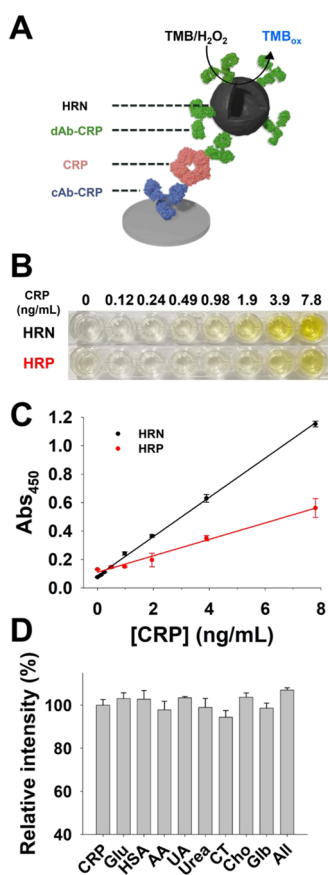 A
TMB/H₂O₂ TMBox
HRN
dAb-CRP
CRP
cAb-CRP
B
CRP (ng/mL) 0 0.12 0.24 0.49 0.98 1.9 3.9 7.8
HRN
HRP
C
1.2
1.0
0.8
0.6
0.4
0.2
0.0
Abs450
HRN
HRP
0 2 4 6 8
[CRP] (ng/mL)
D
100
80
60
40
Relative intensity (%)
CRP Glu HSA AA UA Urea CT Cho Glb All